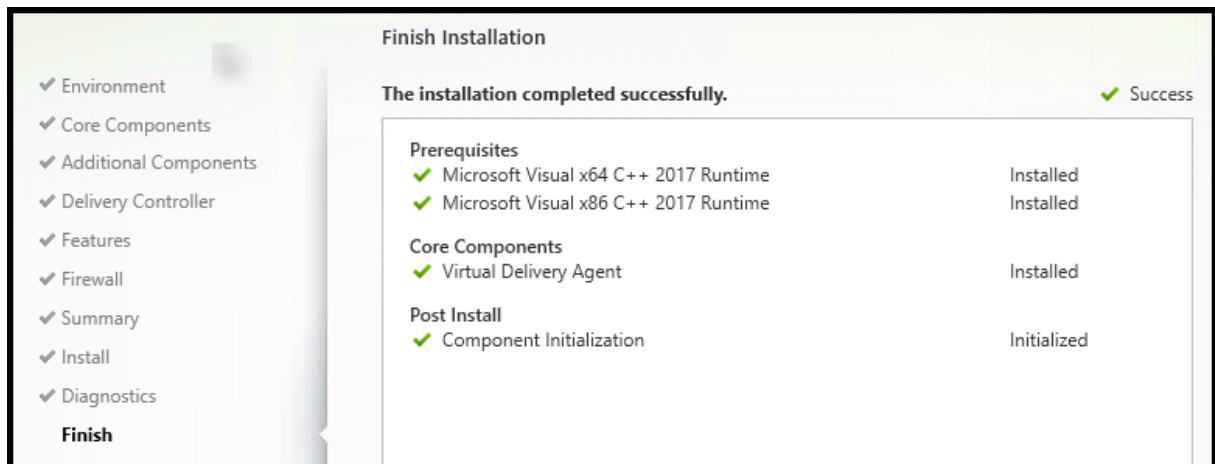 Finish Installation
Environment
Core Components
Additional Components
Delivery Controller
Features
Firewall
Summary
Install
Diagnostics
Finish
The installation completed successfully. Success
Prerequisites
Microsoft Visual x64 C++ 2017 Runtime Installed
Microsoft Visual x86 C++ 2017 Runtime Installed
Core Components
Virtual Delivery Agent Installed
Post Install
Component Initialization Initialized